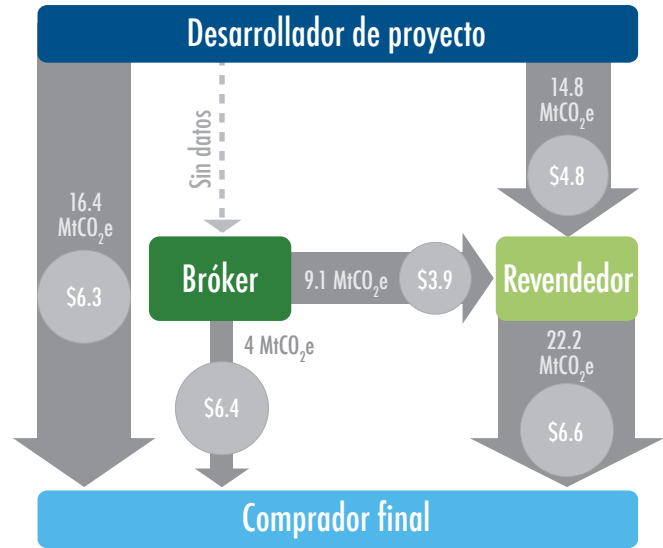 Desarrollador de proyecto
14.8
MtCO₂e
$4.8
Sin datos
16.4
MtCO₂e
$6.3
Bróker
9.1 MtCO₂e
$3.9
Revendedor
4 MtCO₂e
$6.4
22.2
MtCO₂e
$6.6
Comprador final